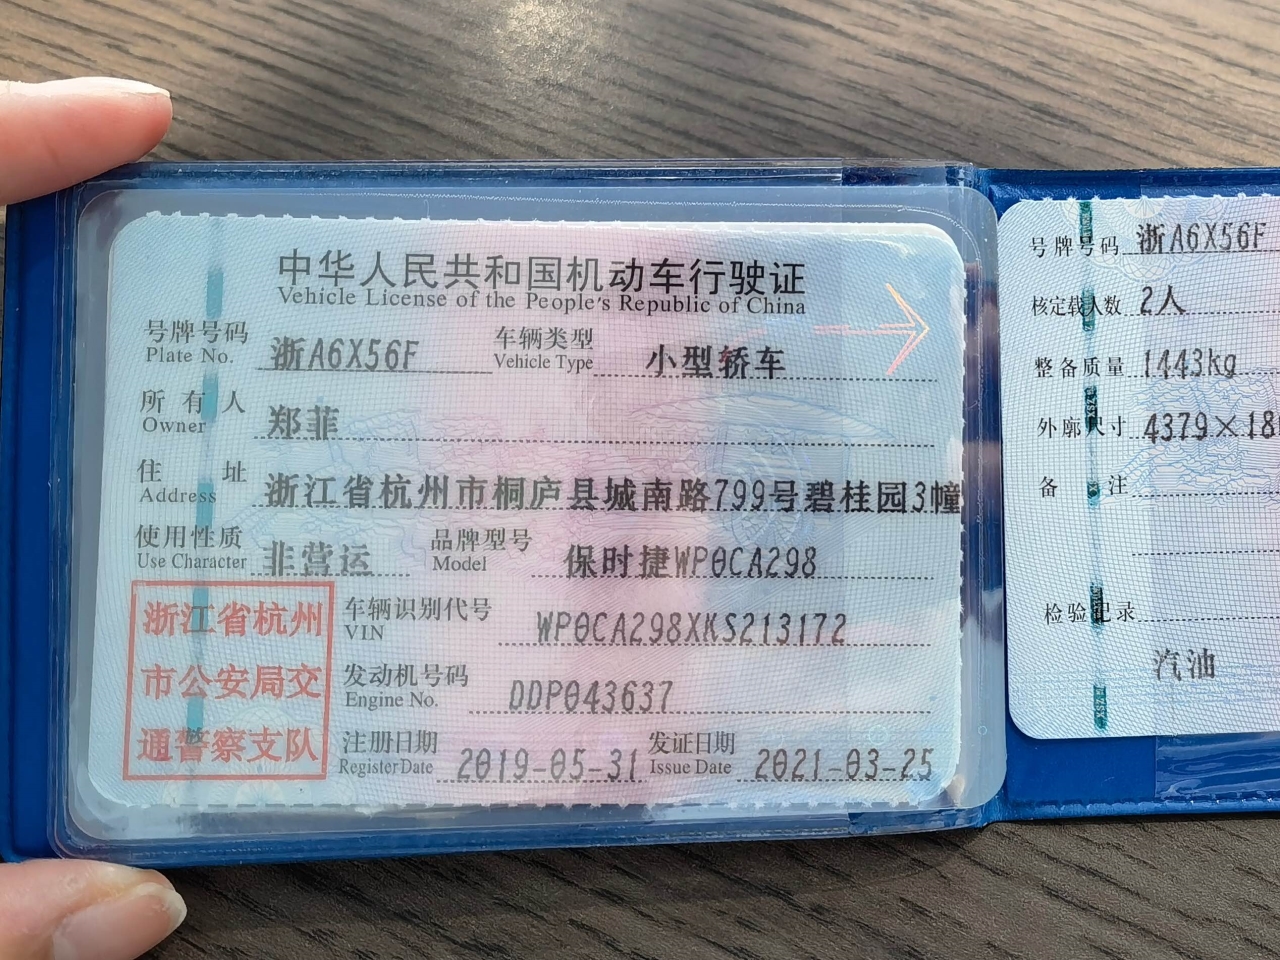 中华人民共和国机动车行驶证
Vehicle License of the People's Republic of China
号牌号码 浙A6X56F 车辆类型 小型轿车
Plate No. Vehicle Type
所有人 郑菲
Owner
住址 浙江省杭州市桐庐县城南路799号碧桂园3幢
Address
使用性质 非营运 品牌型号 保时捷WP0CA298
Use Character Model
浙江省杭州
市公安局交
通警察支队
车辆识别代号 WP0CA298XKS213172
VIN
发动机号码 DDP043637
Engine No.
注册日期 2019-05-31 发证日期 2021-03-25
Register Date Issue Date
号牌号码 浙A6X56F
核定载人数 2人
整备质量 1443kg
外廓尺寸 4379×18
备注
检验记录
汽油